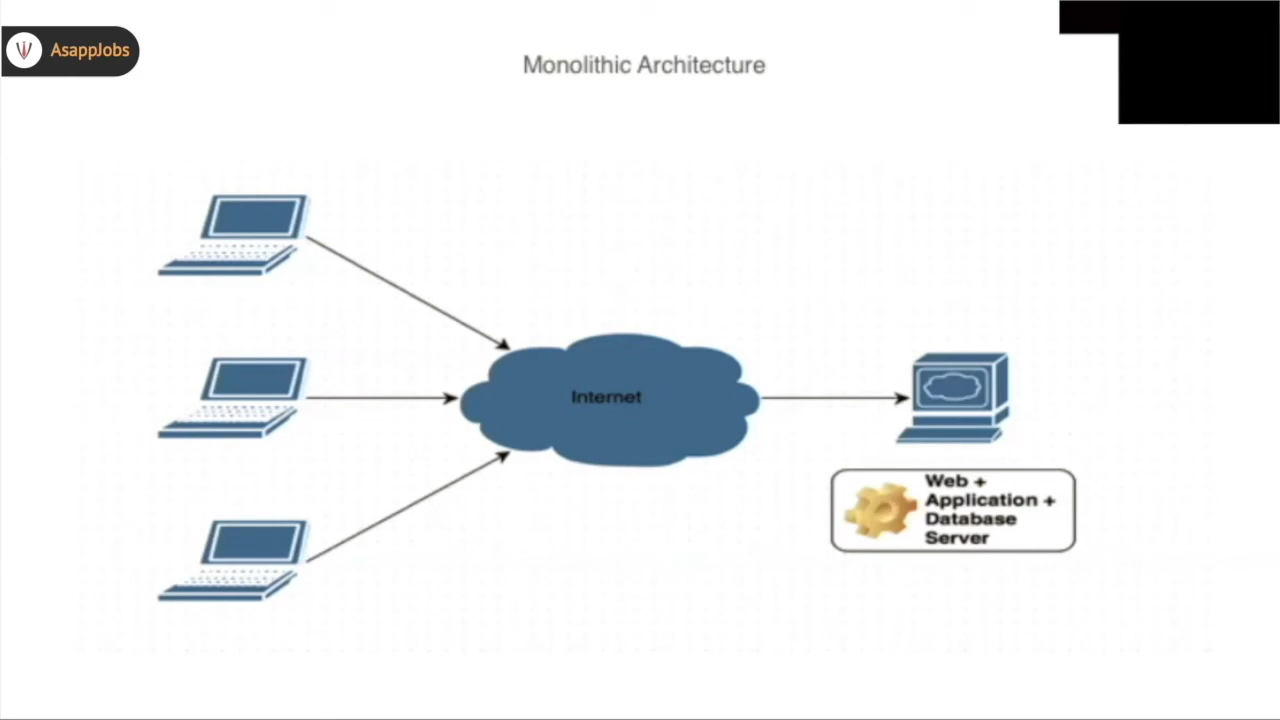 AsappJobs
Monolithic Architecture
Internet
Web +
Application +
Database
Server